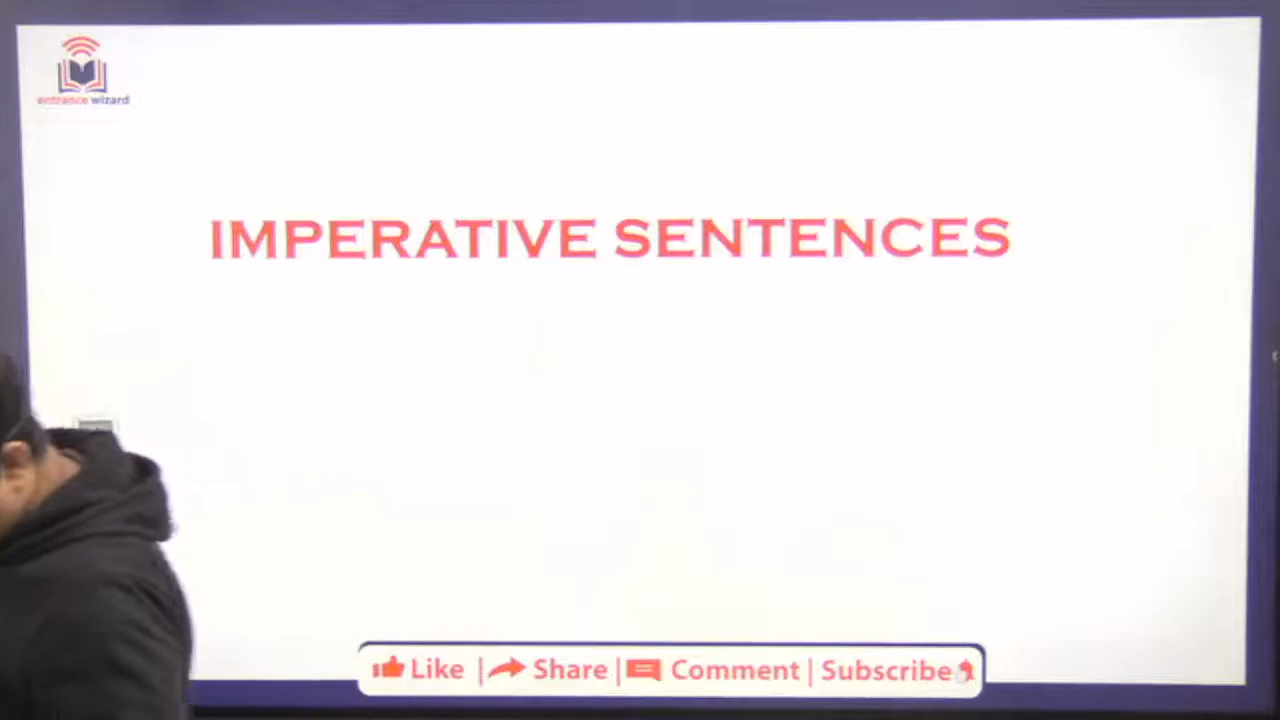 entrance wizard
IMPERATIVE SENTENCES
Like | Share | Comment | Subscribe